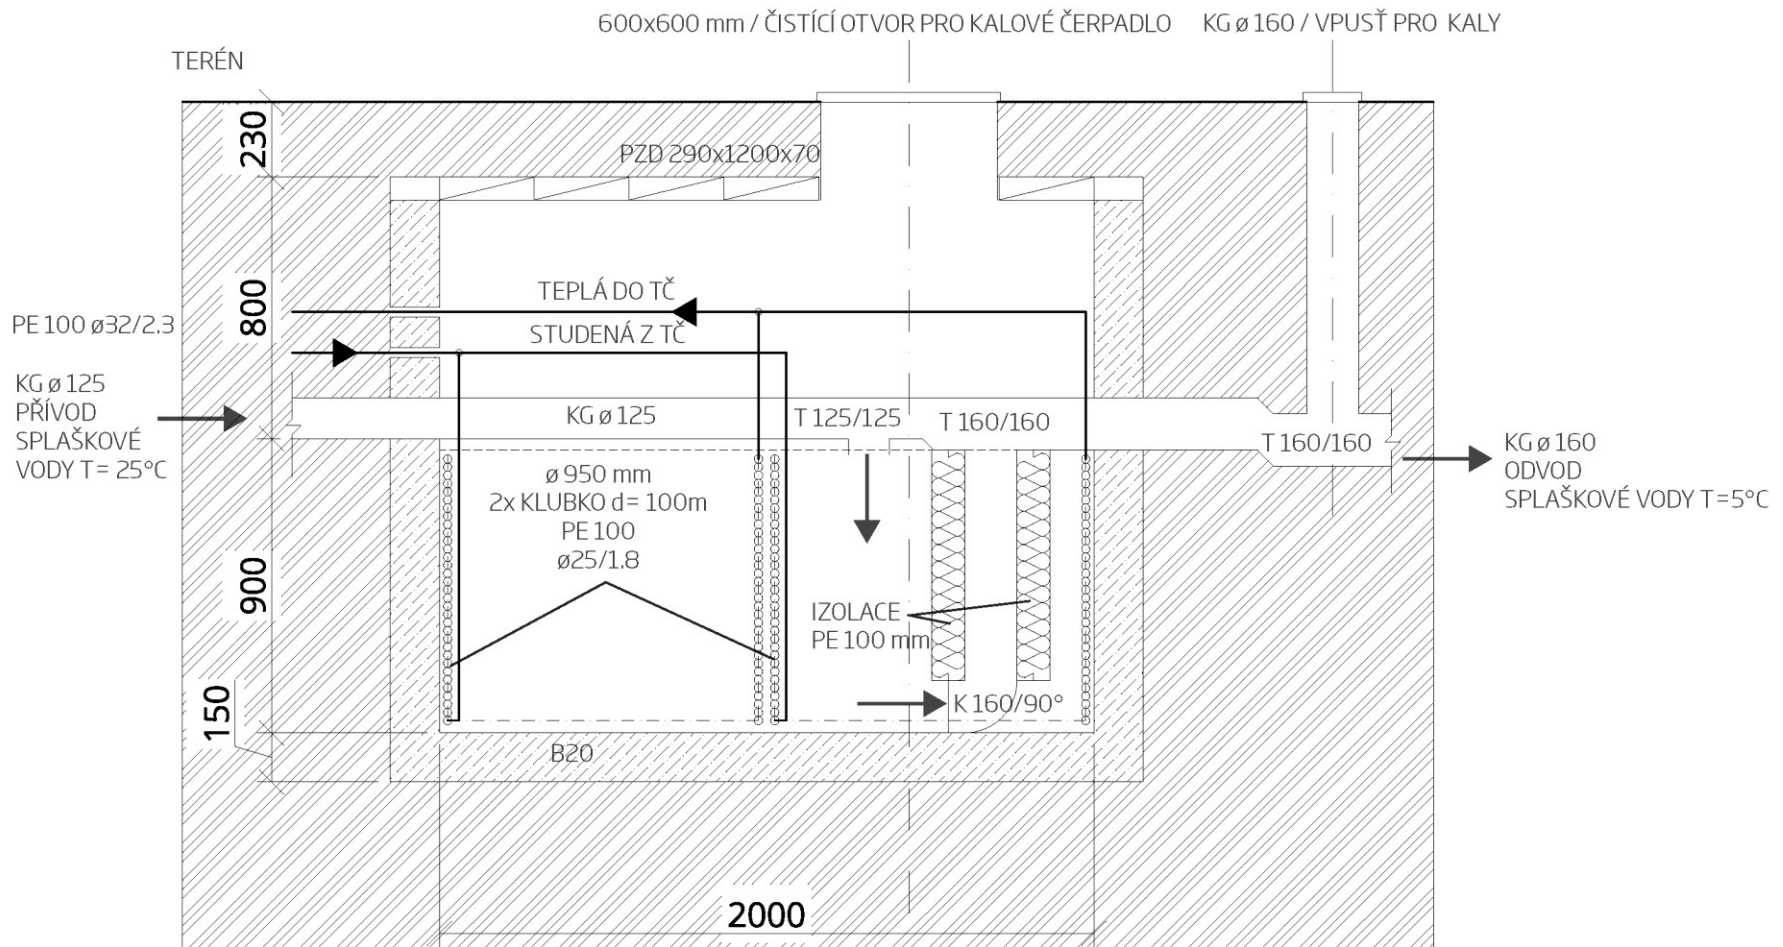 600x600 mm / ČISTÍCÍ OTVOR PRO KALOVÉ ČERPADLO
KG ø 160 / VPUSŤ PRO KALY
TERÉN
230
PZD 290x1200x70
800
TEPLÁ DO TČ
PE 100 ø32/2.3
STUDENÁ Z TČ
KG ø 125
PŘÍVOD
SPLAŠKOVÉ
VODY T= 25°C
KG ø 125
T 125/125
T 160/160
T 160/160
KG ø 160
ODVOD
SPLAŠKOVÉ VODY T=5°C
ø 950 mm
2x KLUBKO d= 100m
PE 100
ø25/1.8
900
IZOLACE
PE 100 mm
150
K 160/90°
B20
2000